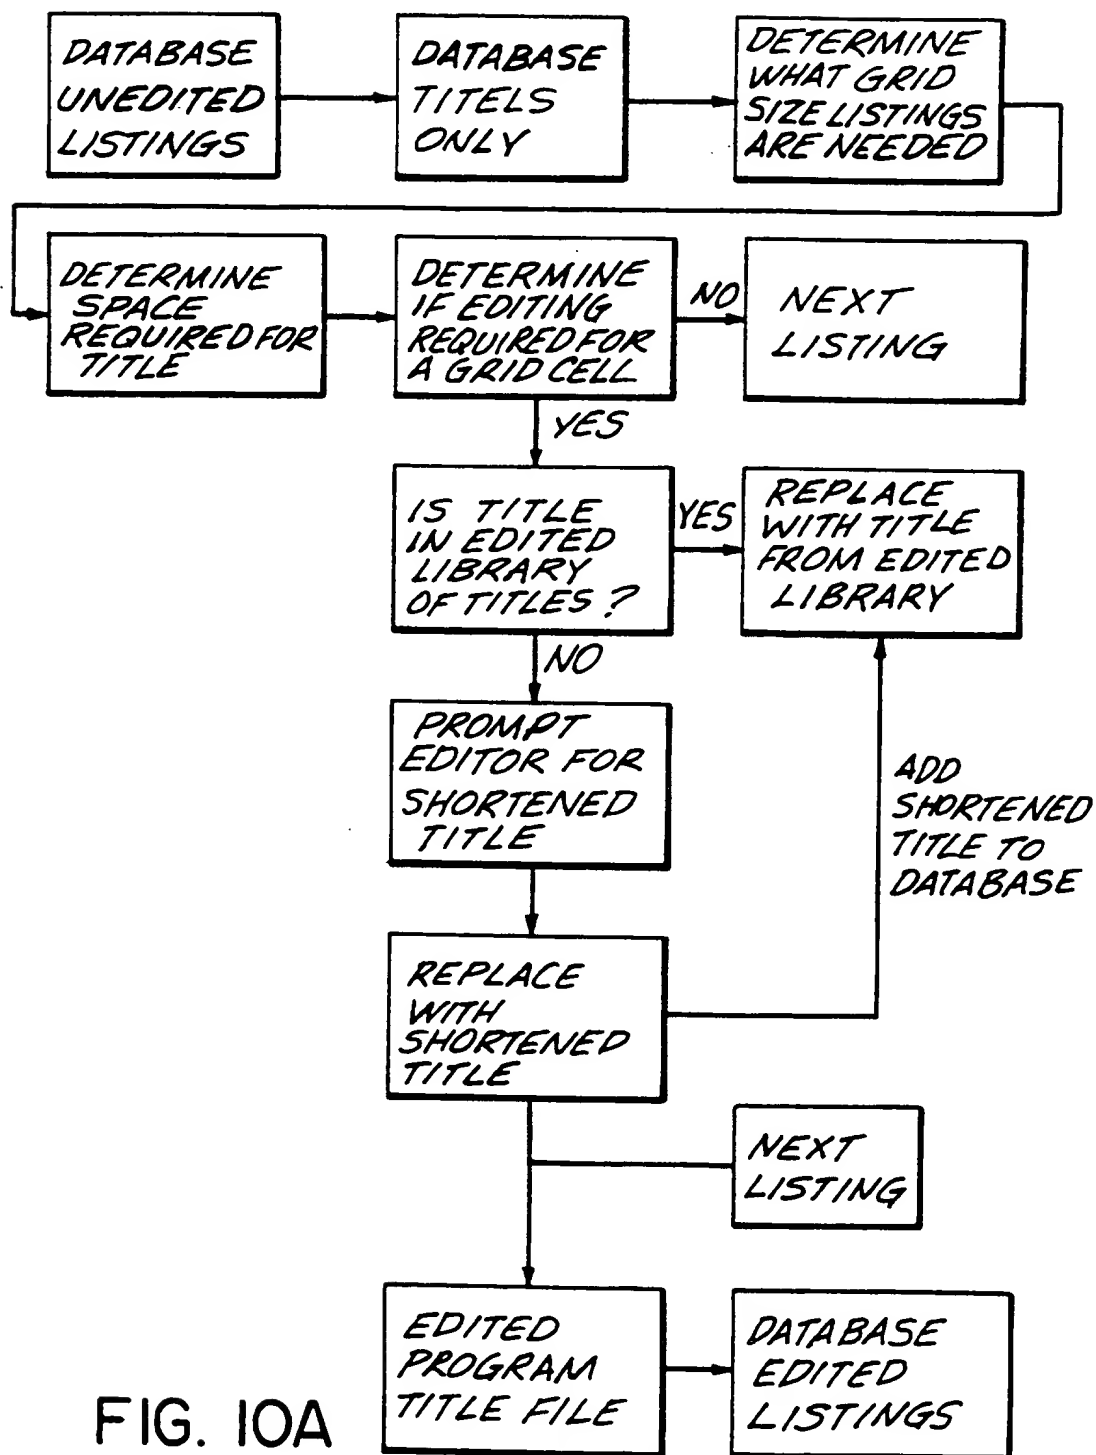 DATABASE
UNEDITED
LISTINGS
DATABASE
TITELS
ONLY
DETERMINE
WHAT GRID
SIZE LISTINGS
ARE NEEDED
DETERMINE
SPACE
REQUIRED FOR
TITLE
DETERMINE
IF EDITING
REQUIRED FOR
A GRID CELL
NO
NEXT
LISTING
YES
IS TITLE
IN EDITED
LIBRARY
OF TITLES?
YES
REPLACE
WITH TITLE
FROM EDITED
LIBRARY
NO
PROMPT
EDITOR FOR
SHORTENED
TITLE
ADD
SHORTENED
TITLE TO
DATABASE
REPLACE
WITH
SHORTENED
TITLE
NEXT
LISTING
EDITED
PROGRAM
TITLE FILE
DATABASE
EDITED
LISTINGS
FIG. 10A